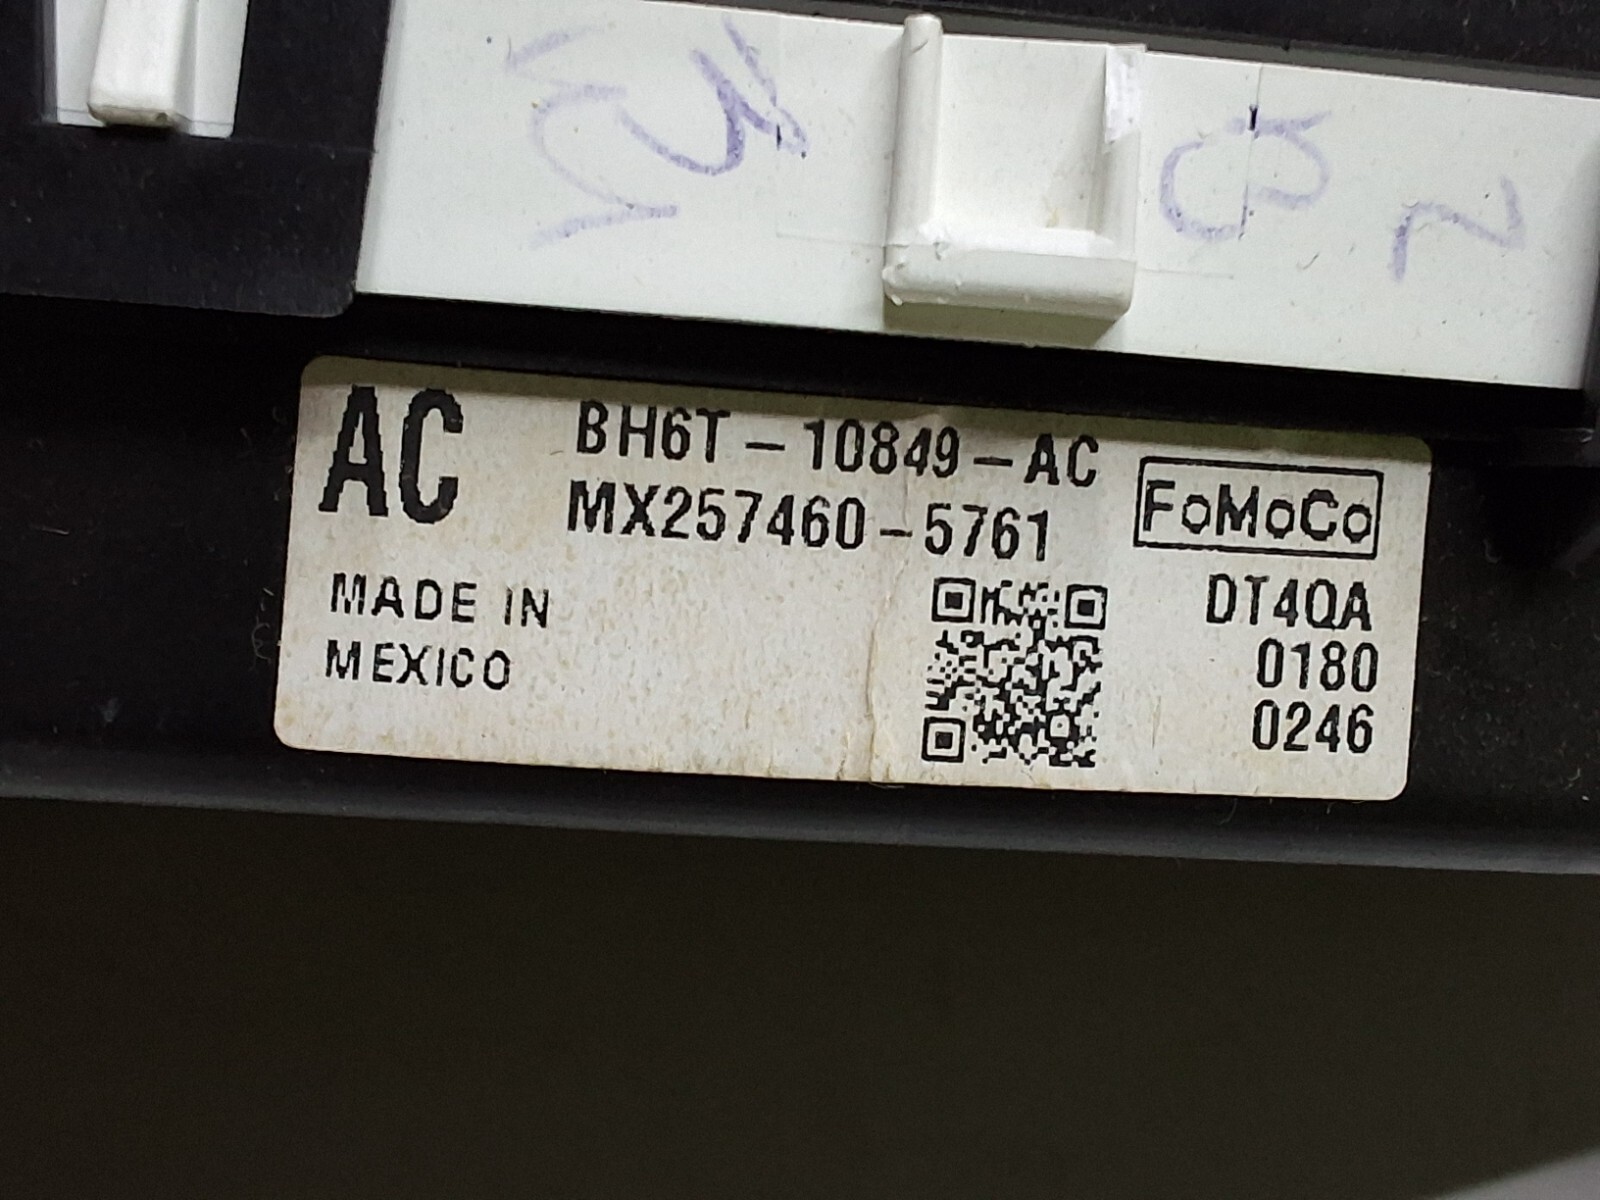 AC
BH6T-10849-AC
MX257460-5761
FoMoCo
MADE IN
MEXICO
DT4QA
0180
0246